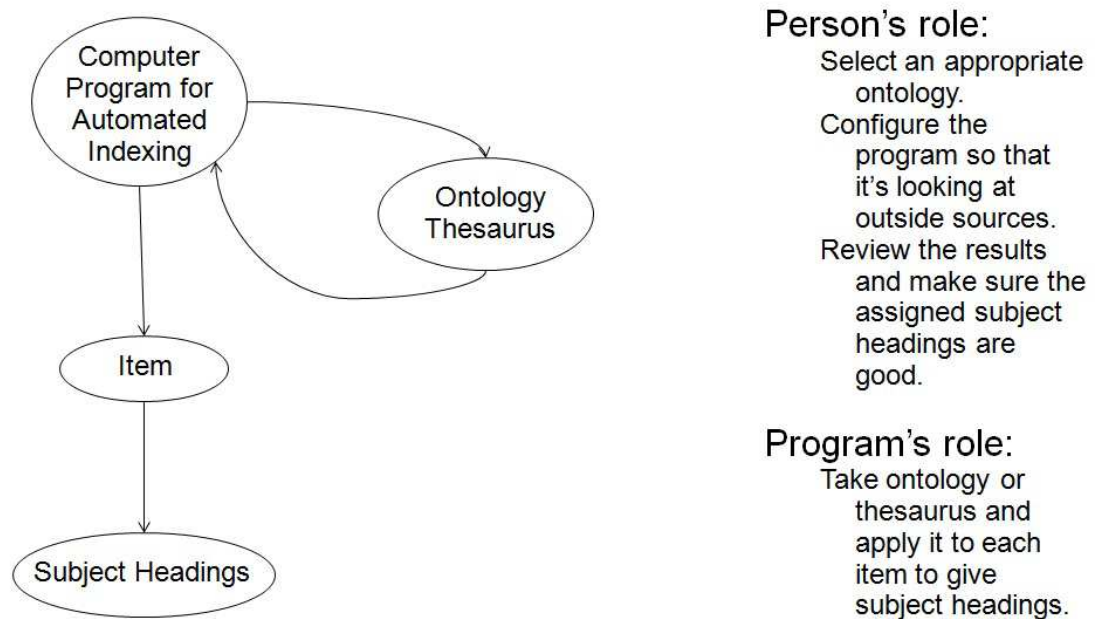 Computer
Program for
Automated
Indexing
Ontology
Thesaurus
Item
Subject Headings
Person's role:
Select an appropriate
ontology.
Configure the
program so that
it's looking at
outside sources.
Review the results
and make sure the
assigned subject
headings are
good.
Program's role:
Take ontology or
thesaurus and
apply it to each
item to give
subject headings.